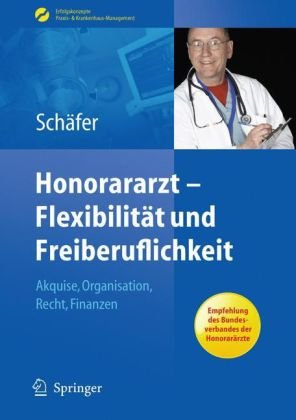 Erfolgskonzepte
Praxis- & Krankenhaus-Management
Schäfer
Honorararzt –
Flexibilität und
Freiberuflichkeit
Akquise, Organisation,
Recht, Finanzen
Empfehlung
des Bundes-
verbandes der
Honorarärzte
Springer